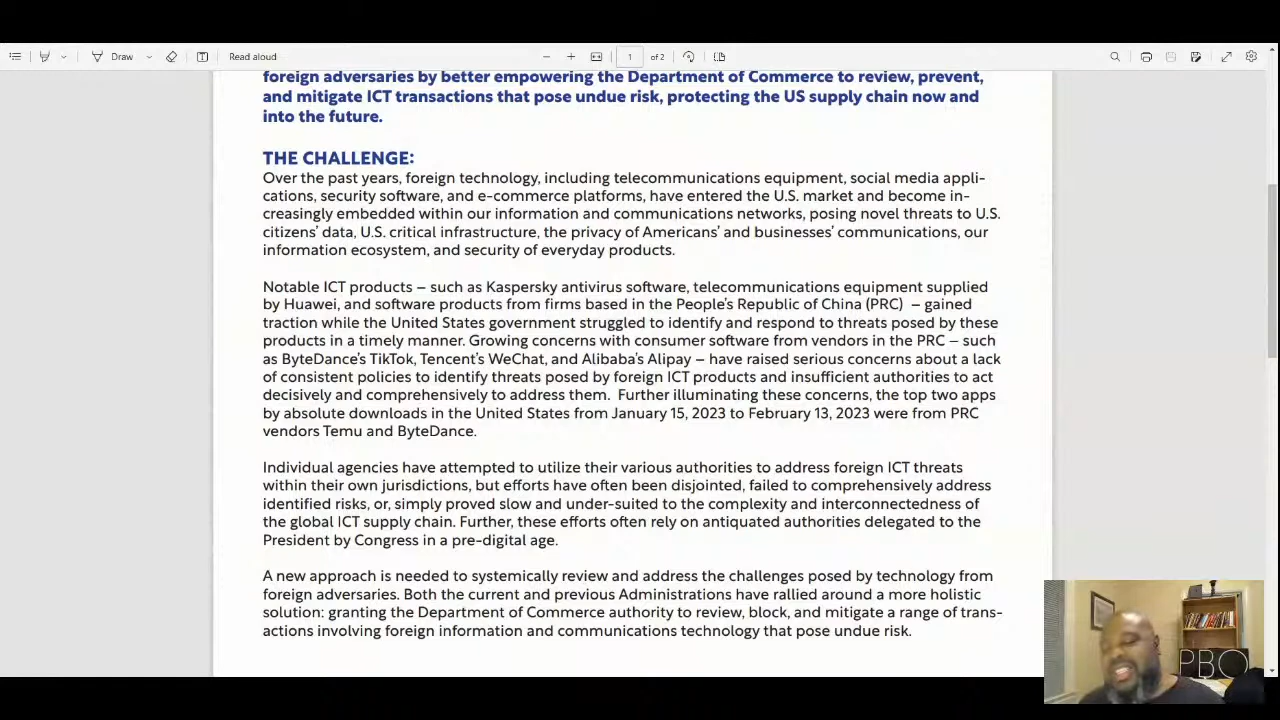 Draw
Read aloud
1
of 2
foreign adversaries by better empowering the Department of Commerce to review, prevent,
and mitigate ICT transactions that pose undue risk, protecting the US supply chain now and
into the future.
THE CHALLENGE:
Over the past years, foreign technology, including telecommunications equipment, social media appli-
cations, security software, and e-commerce platforms, have entered the U.S. market and become in-
creasingly embedded within our information and communications networks, posing novel threats to U.S.
citizens’ data, U.S. critical infrastructure, the privacy of Americans’ and businesses’ communications, our
information ecosystem, and security of everyday products.
Notable ICT products – such as Kaspersky antivirus software, telecommunications equipment supplied
by Huawei, and software products from firms based in the People’s Republic of China (PRC) – gained
traction while the United States government struggled to identify and respond to threats posed by these
products in a timely manner. Growing concerns with consumer software from vendors in the PRC – such
as ByteDance’s TikTok, Tencent’s WeChat, and Alibaba’s Alipay – have raised serious concerns about a lack
of consistent policies to identify threats posed by foreign ICT products and insufficient authorities to act
decisively and comprehensively to address them. Further illuminating these concerns, the top two apps
by absolute downloads in the United States from January 15, 2023 to February 13, 2023 were from PRC
vendors Temu and ByteDance.
Individual agencies have attempted to utilize their various authorities to address foreign ICT threats
within their own jurisdictions, but efforts have often been disjointed, failed to comprehensively address
identified risks, or, simply proved slow and under-suited to the complexity and interconnectedness of
the global ICT supply chain. Further, these efforts often rely on antiquated authorities delegated to the
President by Congress in a pre-digital age.
A new approach is needed to systemically review and address the challenges posed by technology from
foreign adversaries. Both the current and previous Administrations have rallied around a more holistic
solution: granting the Department of Commerce authority to review, block, and mitigate a range of trans-
actions involving foreign information and communications technology that pose undue risk.
PBO